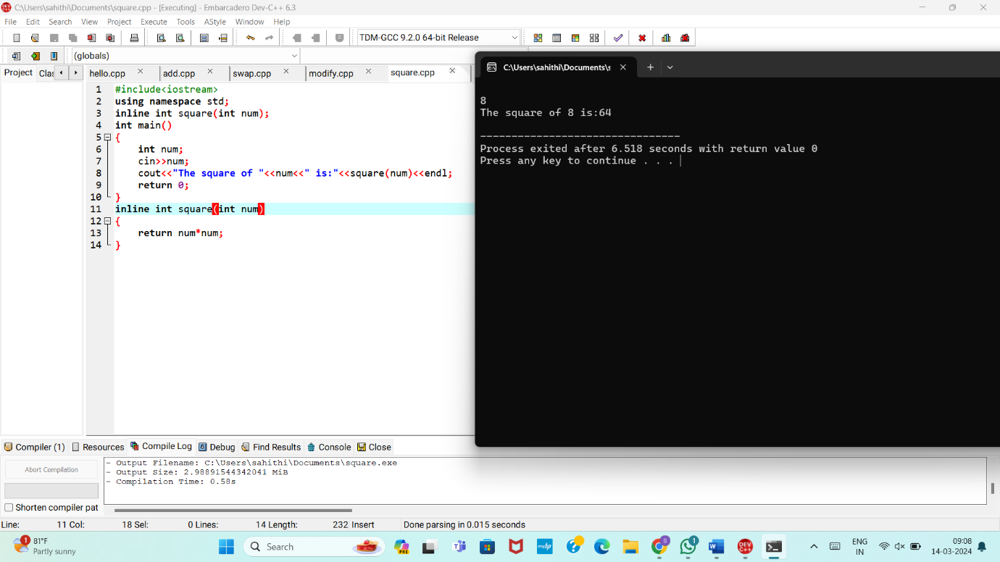 C:\Users\sahithi\Documents\square.cpp - [Executing] - Embarcadero Dev-C++ 6.3
File Edit Search View Project Execute Tools AStyle Window Help
TDM-GCC 9.2.0 64-bit Release
(globals)
Project Clas hello.cpp add.cpp swap.cpp modify.cpp square.cpp
1 #include<iostream>
2 using namespace std;
3 inline int square(int num);
4 int main()
5 {
6 int num;
7 cin>>num;
8 cout<<"The square of "<<num<<" is:"<<square(num)<<endl;
9 return 0;
10 }
11 inline int square(int num)
12 {
13 return num*num;
14 }
C:\Users\sahithi\Documents\s
8
The square of 8 is:64
--------------------------------
Process exited after 6.518 seconds with return value 0
Press any key to continue . . .
Compiler (1) Resources Compile Log Debug Find Results Console Close
Abort Compilation
Shorten compiler pat
- Output Filename: C:\Users\sahithi\Documents\square.exe
- Output Size: 2.98891544342041 MiB
- Compilation Time: 0.58s
Line: 11 Col: 18 Sel: 0 Lines: 14 Length: 232 Insert Done parsing in 0.015 seconds
1
81°F
Partly sunny
Search
PRE
myhp
S
1
DEV
C++
ENG
IN
09:08
14-03-2024